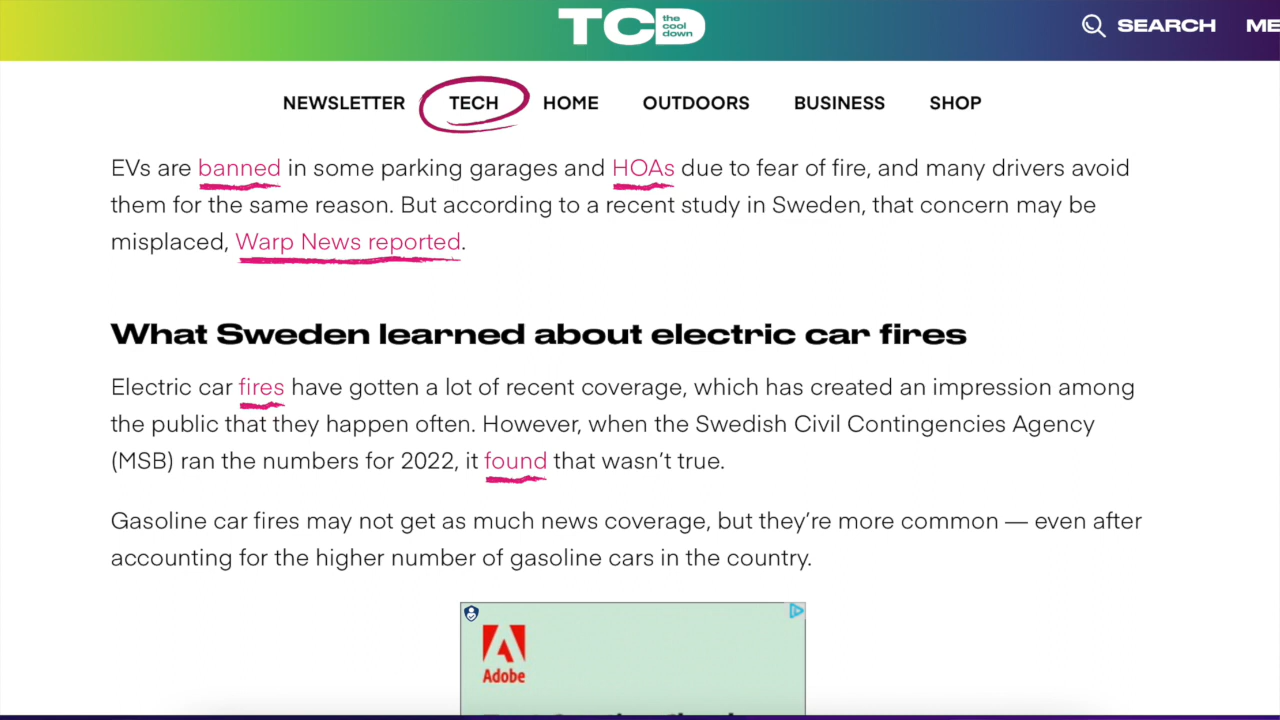 TCD the cool down
SEARCH
NEWSLETTER TECH HOME OUTDOORS BUSINESS SHOP
EVs are banned in some parking garages and HOAs due to fear of fire, and many drivers avoid
them for the same reason. But according to a recent study in Sweden, that concern may be
misplaced, Warp News reported.
What Sweden learned about electric car fires
Electric car fires have gotten a lot of recent coverage, which has created an impression among
the public that they happen often. However, when the Swedish Civil Contingencies Agency
(MSB) ran the numbers for 2022, it found that wasn’t true.
Gasoline car fires may not get as much news coverage, but they’re more common — even after
accounting for the higher number of gasoline cars in the country.
Adobe